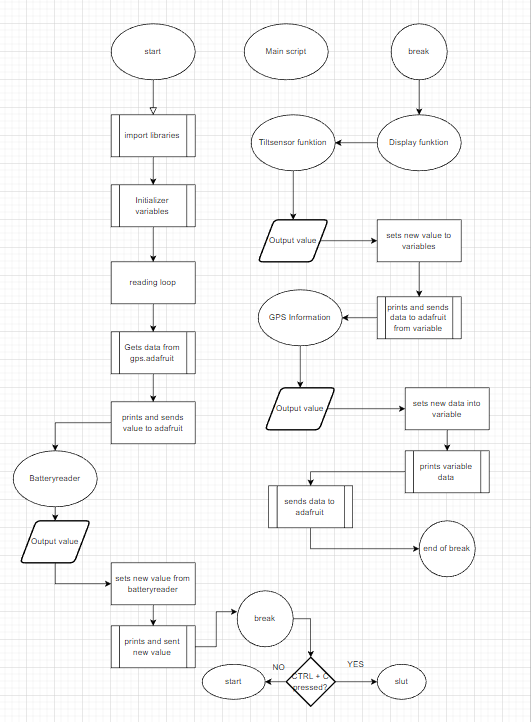 start
Main script
break
import libraries
Tiltsensor funktion
Display funktion
Initializer
variables
Output value
sets new value to
variables
reading loop
GPS Information
prints and sends
data to adafruit
from variable
Gets data from
gps.adafruit
prints and sends
value to adafruit
Output value
sets new data into
variable
Batteryreader
prints variable
data
sends data to
adafruit
Output value
end of break
sets new value from
batteryreader
prints and sent
new value
break
NO
YES
start
CTRL + C
pressed?
slut